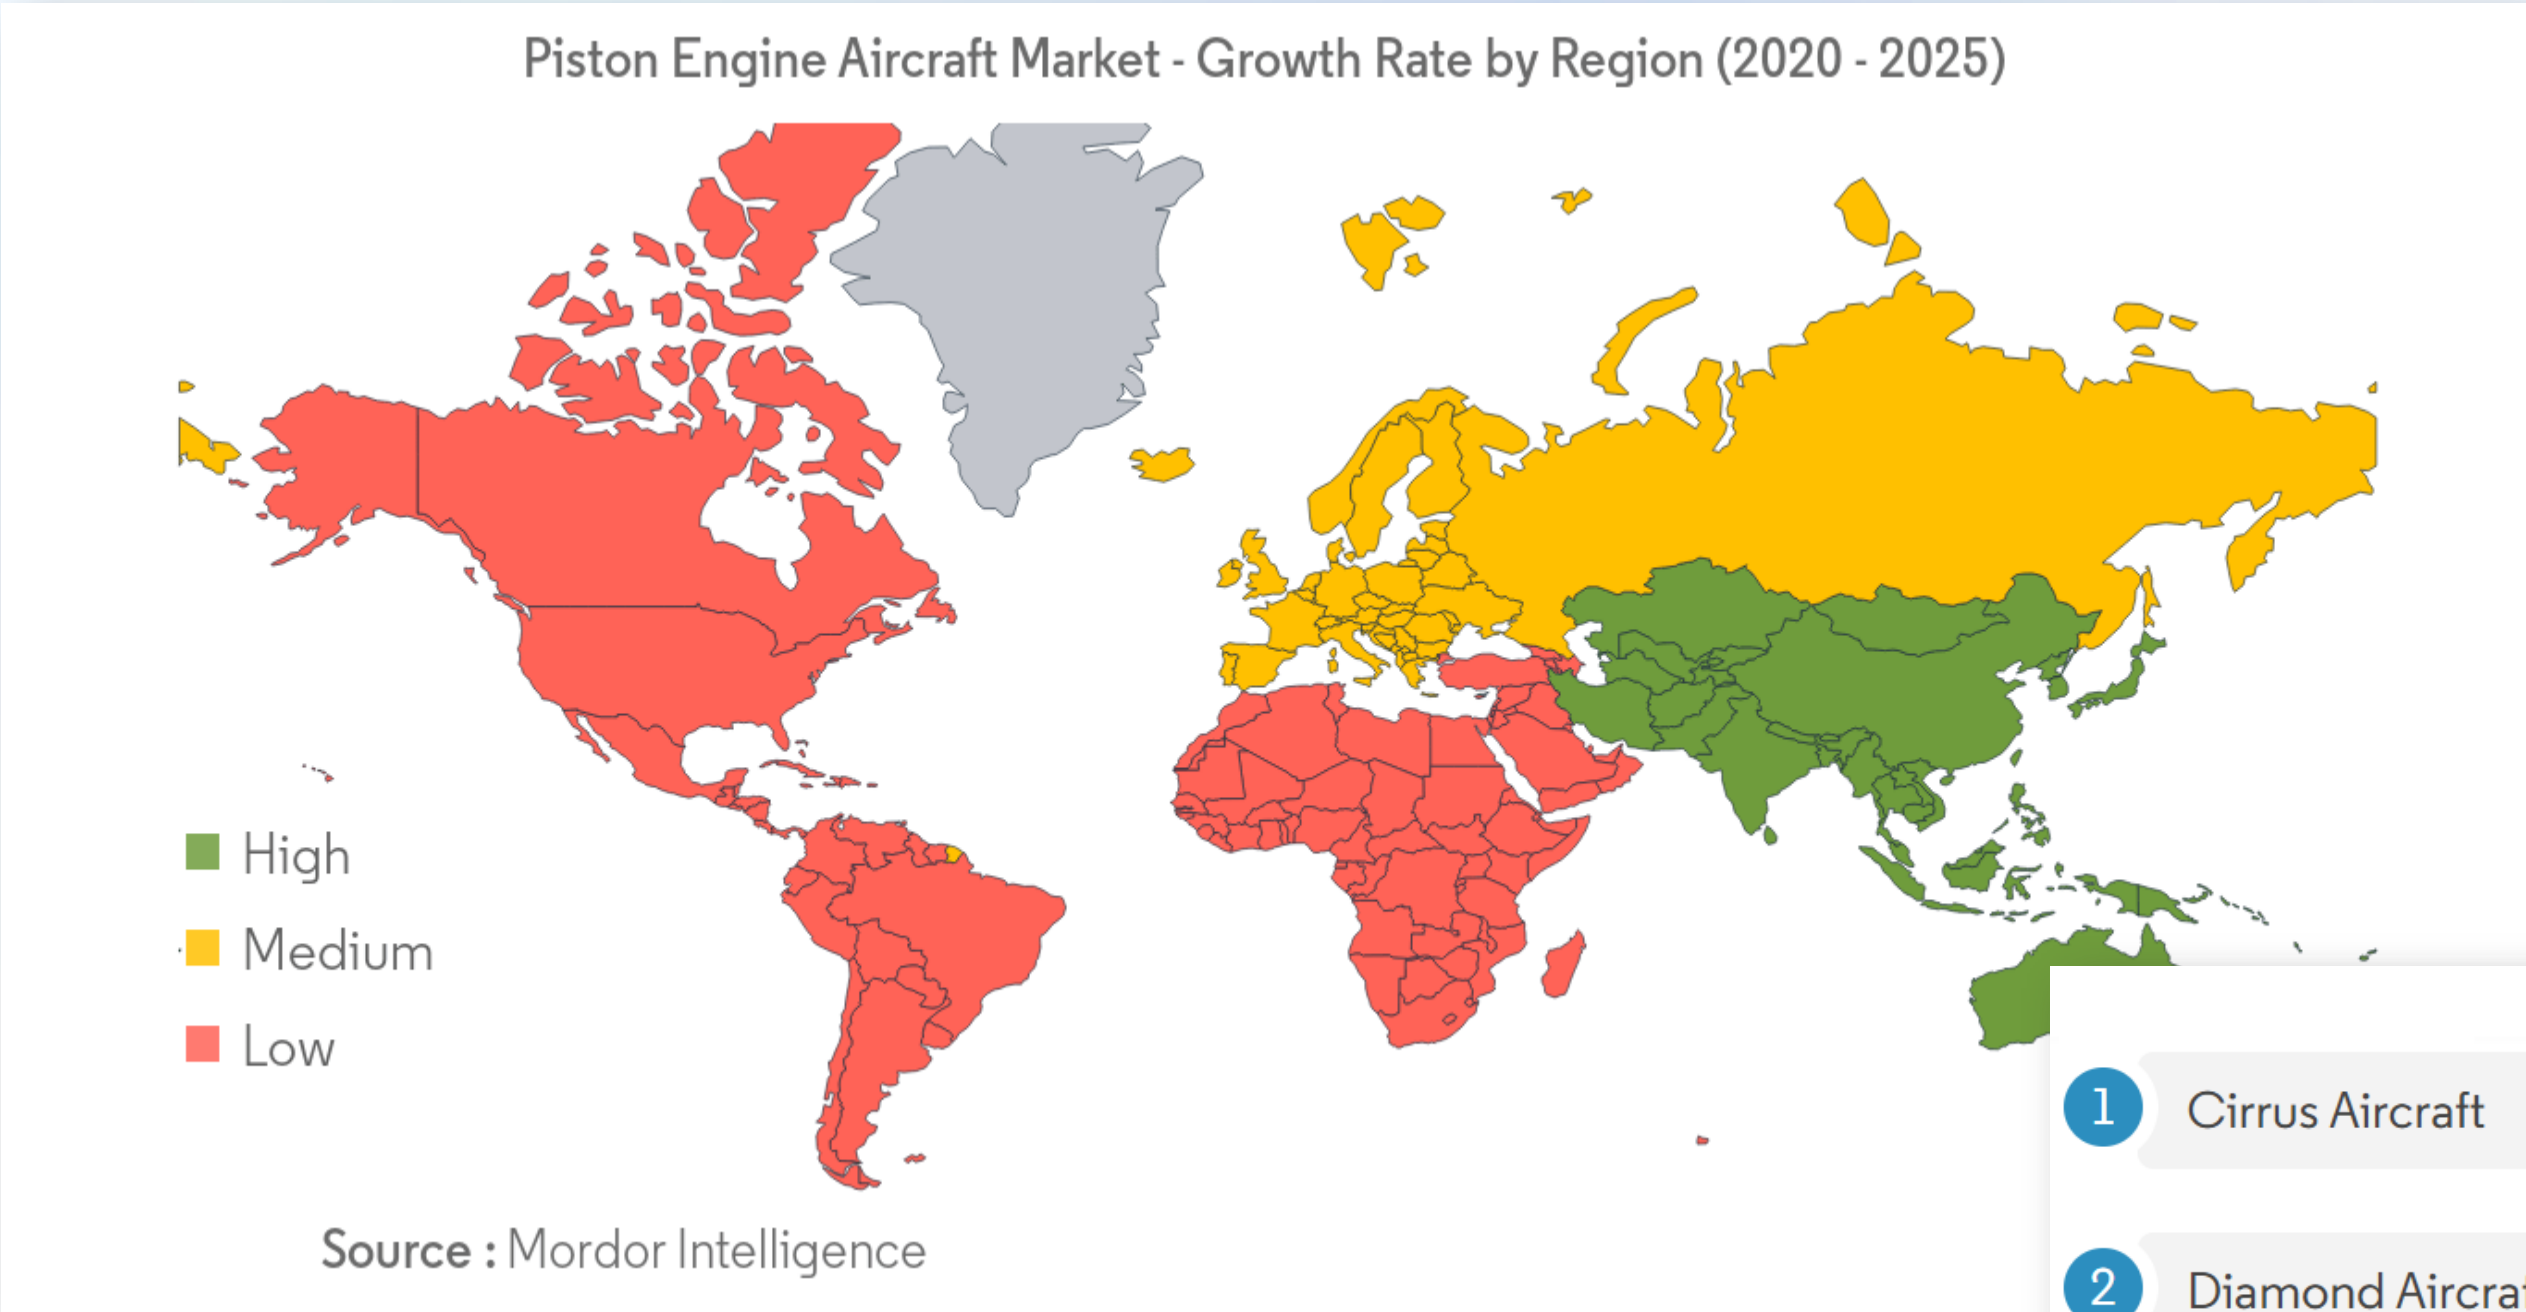 Piston Engine Aircraft Market - Growth Rate by Region (2020 - 2025)
High
Medium
Low
Source : Mordor Intelligence
1 Cirrus Aircraft
2 Diamond